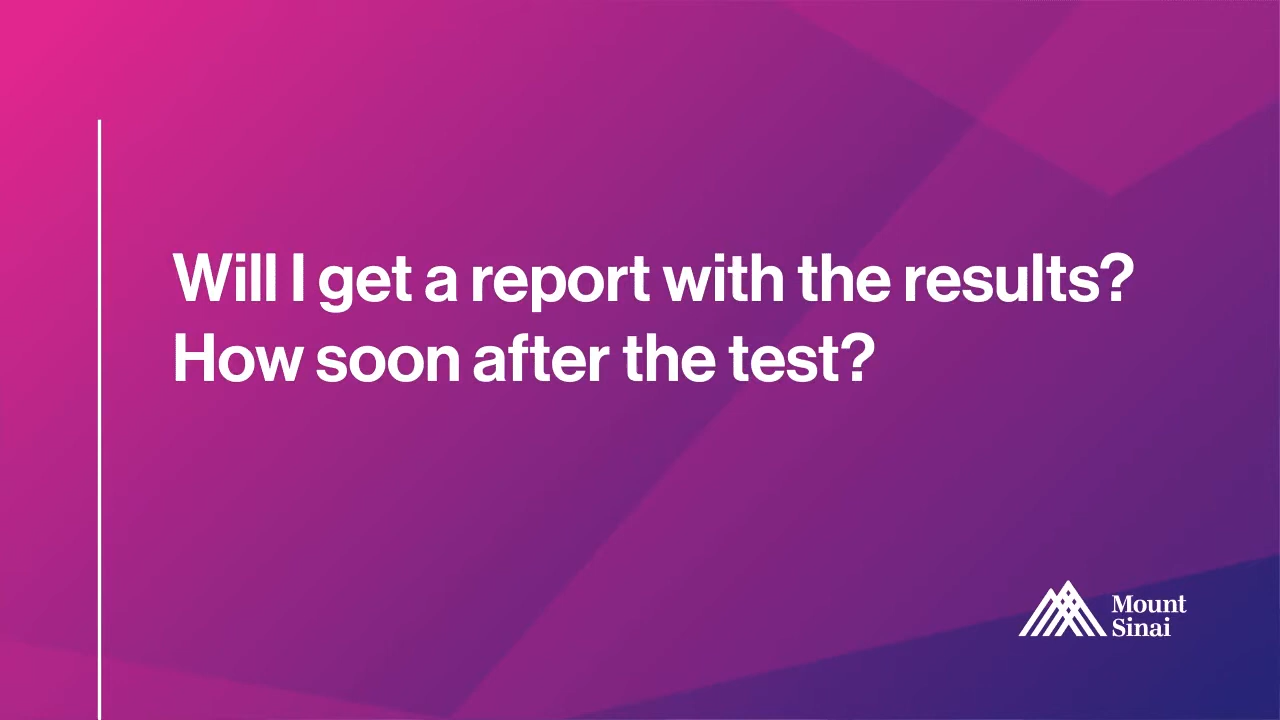 Will I get a report with the results?
How soon after the test?
Mount
Sinai